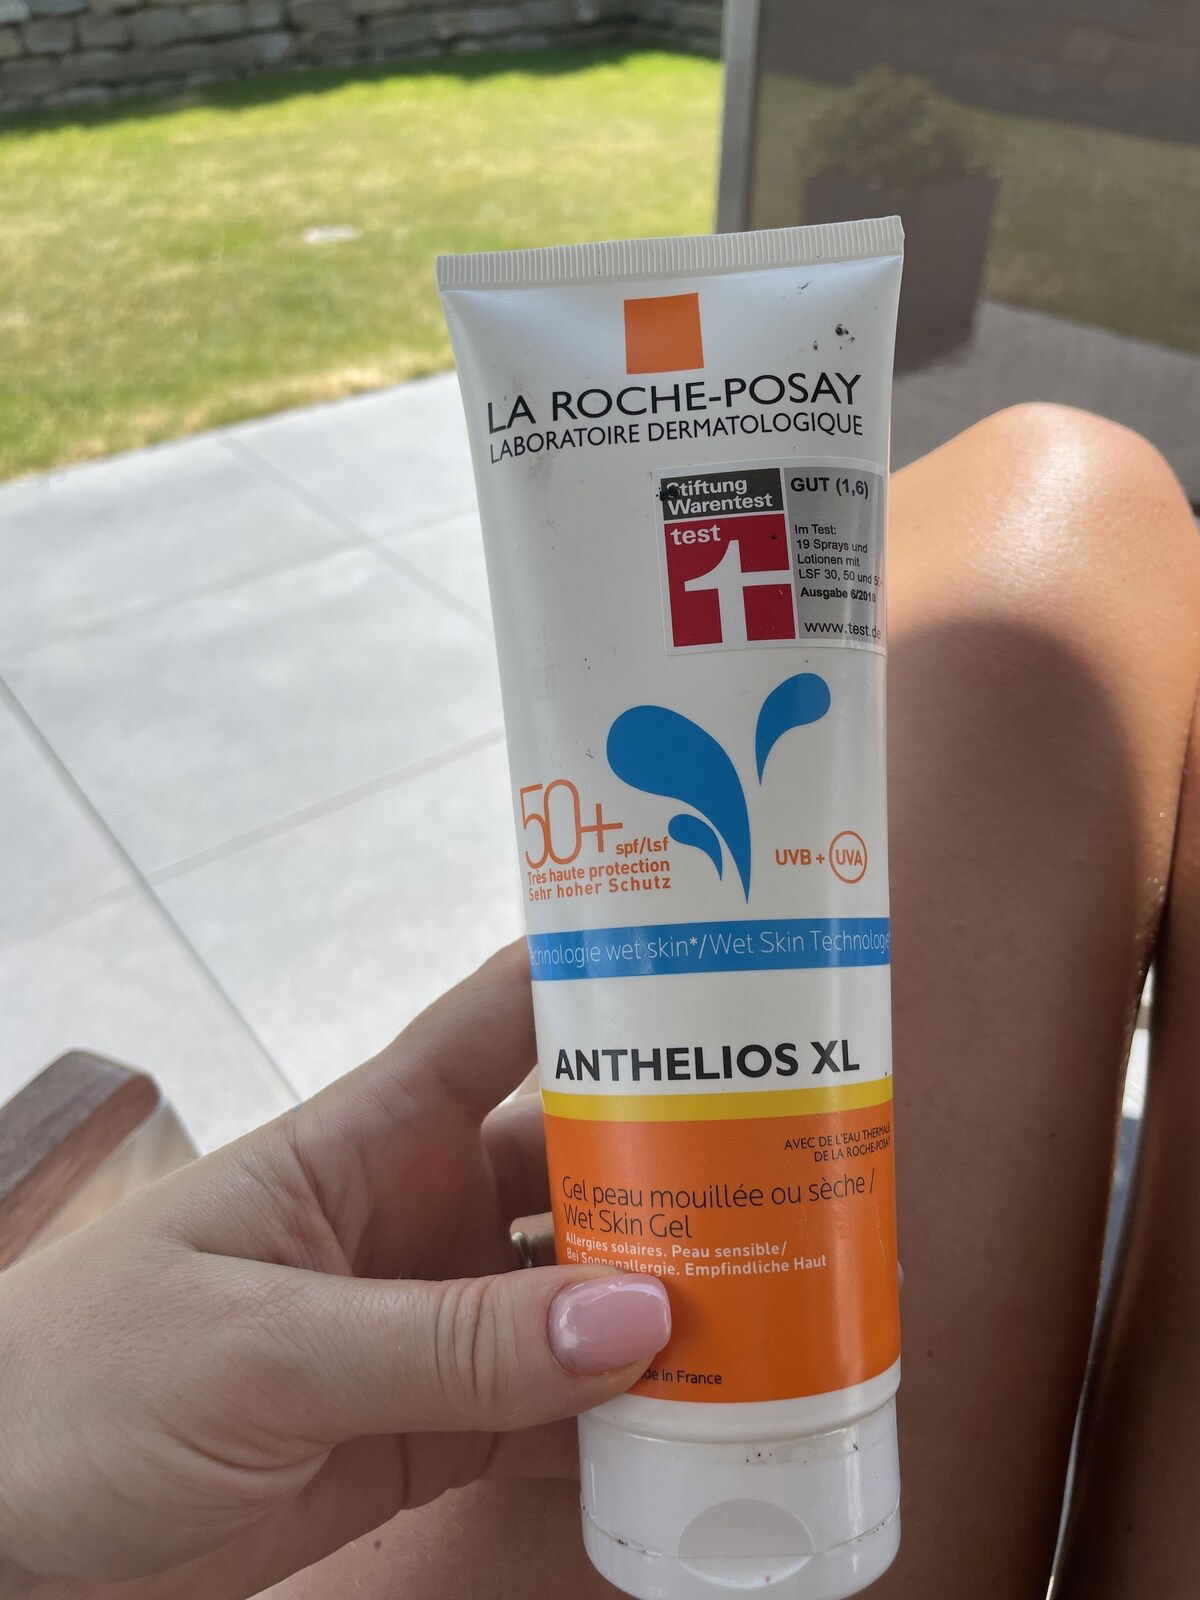 LA ROCHE-POSAY
LABORATOIRE DERMATOLOGIQUE
Stiftung
Warentest
test
GUT (1,6)
Im Test:
19 Sprays und
Lotionen mit
LSF 30, 50 und 50+
Ausgabe 6/2018
www.test.de
50+ spf/lsf
Très haute protection
Sehr hoher Schutz
UVB + UVA
wet skin*/Wet Skin
ANTHELIOS XL
AVEC DE L'EAU THERMALE
DE LA ROCHE-POSAY
Gel peau mouillée ou sèche /
Wet Skin Gel
Allergies solaires. Peau sensible/
Bei Sonnenallergie. Empfindliche Haut
in France